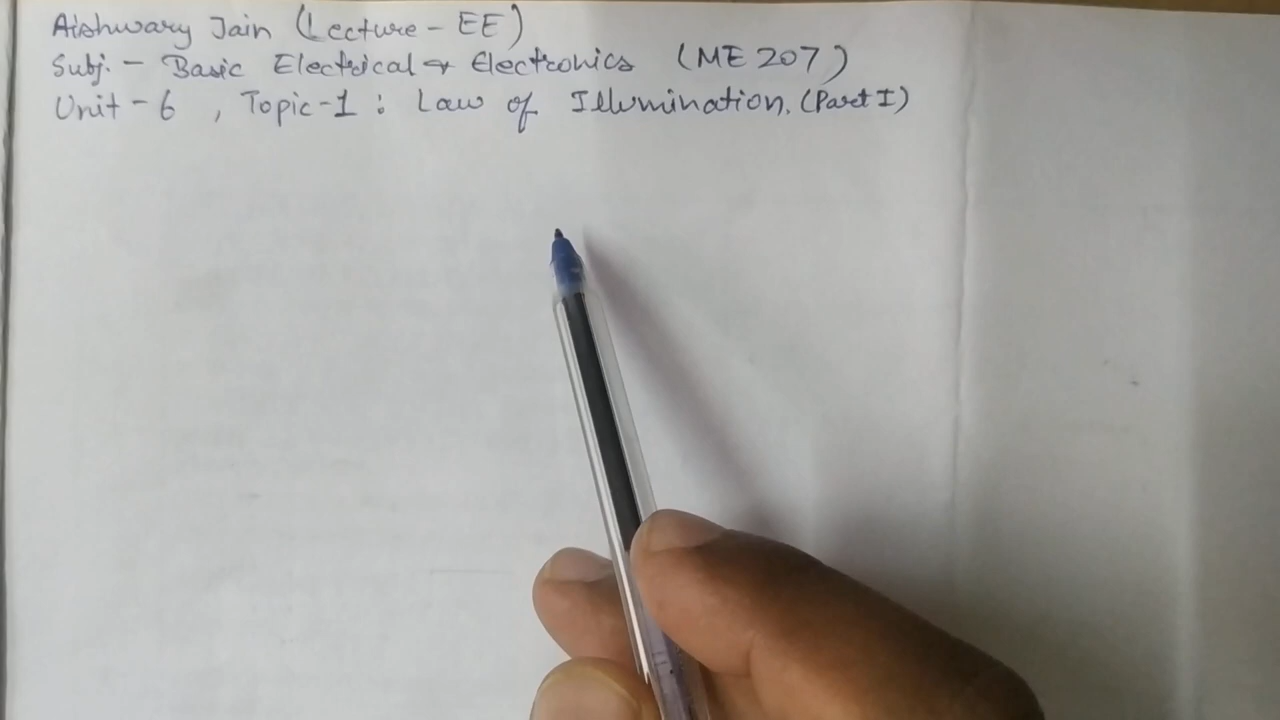 Aishwary Jain (Lecture - EE)
Subj. - Basic Electrical & Electronics (ME 207)
Unit - 6 , Topic - 1 : Law of Illumination. (Part I)